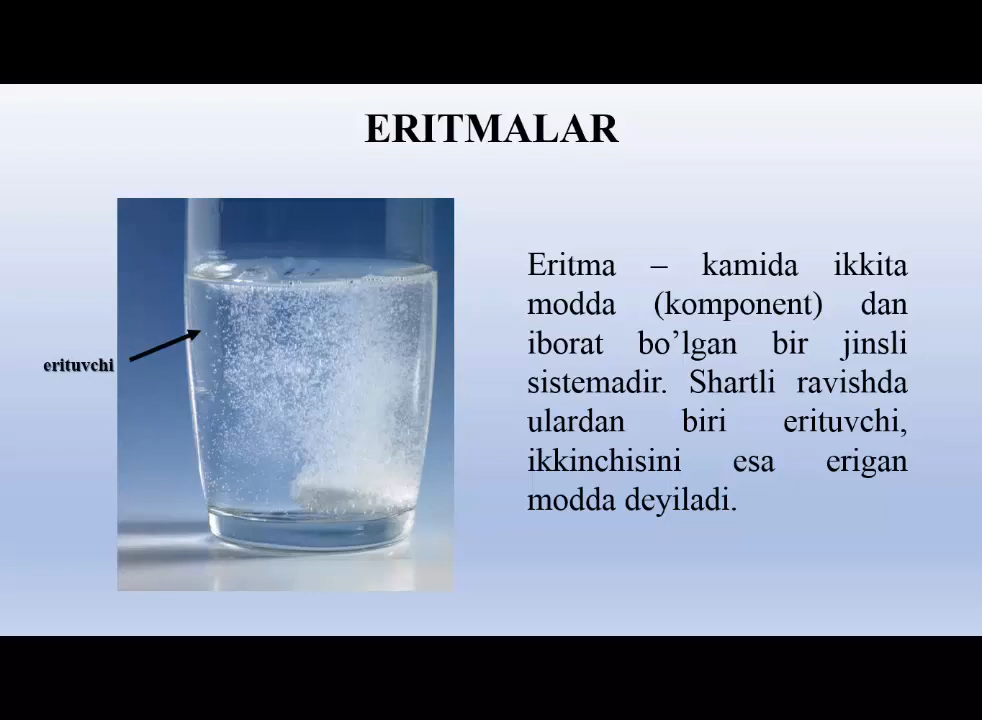 ERITMALAR
erituvchi
Eritma – kamida ikkita
modda (komponent) dan
iborat bo’lgan bir jinsli
sistemadir. Shartli ravishda
ulardan biri erituvchi,
ikkinchisini esa erigan
modda deyiladi.